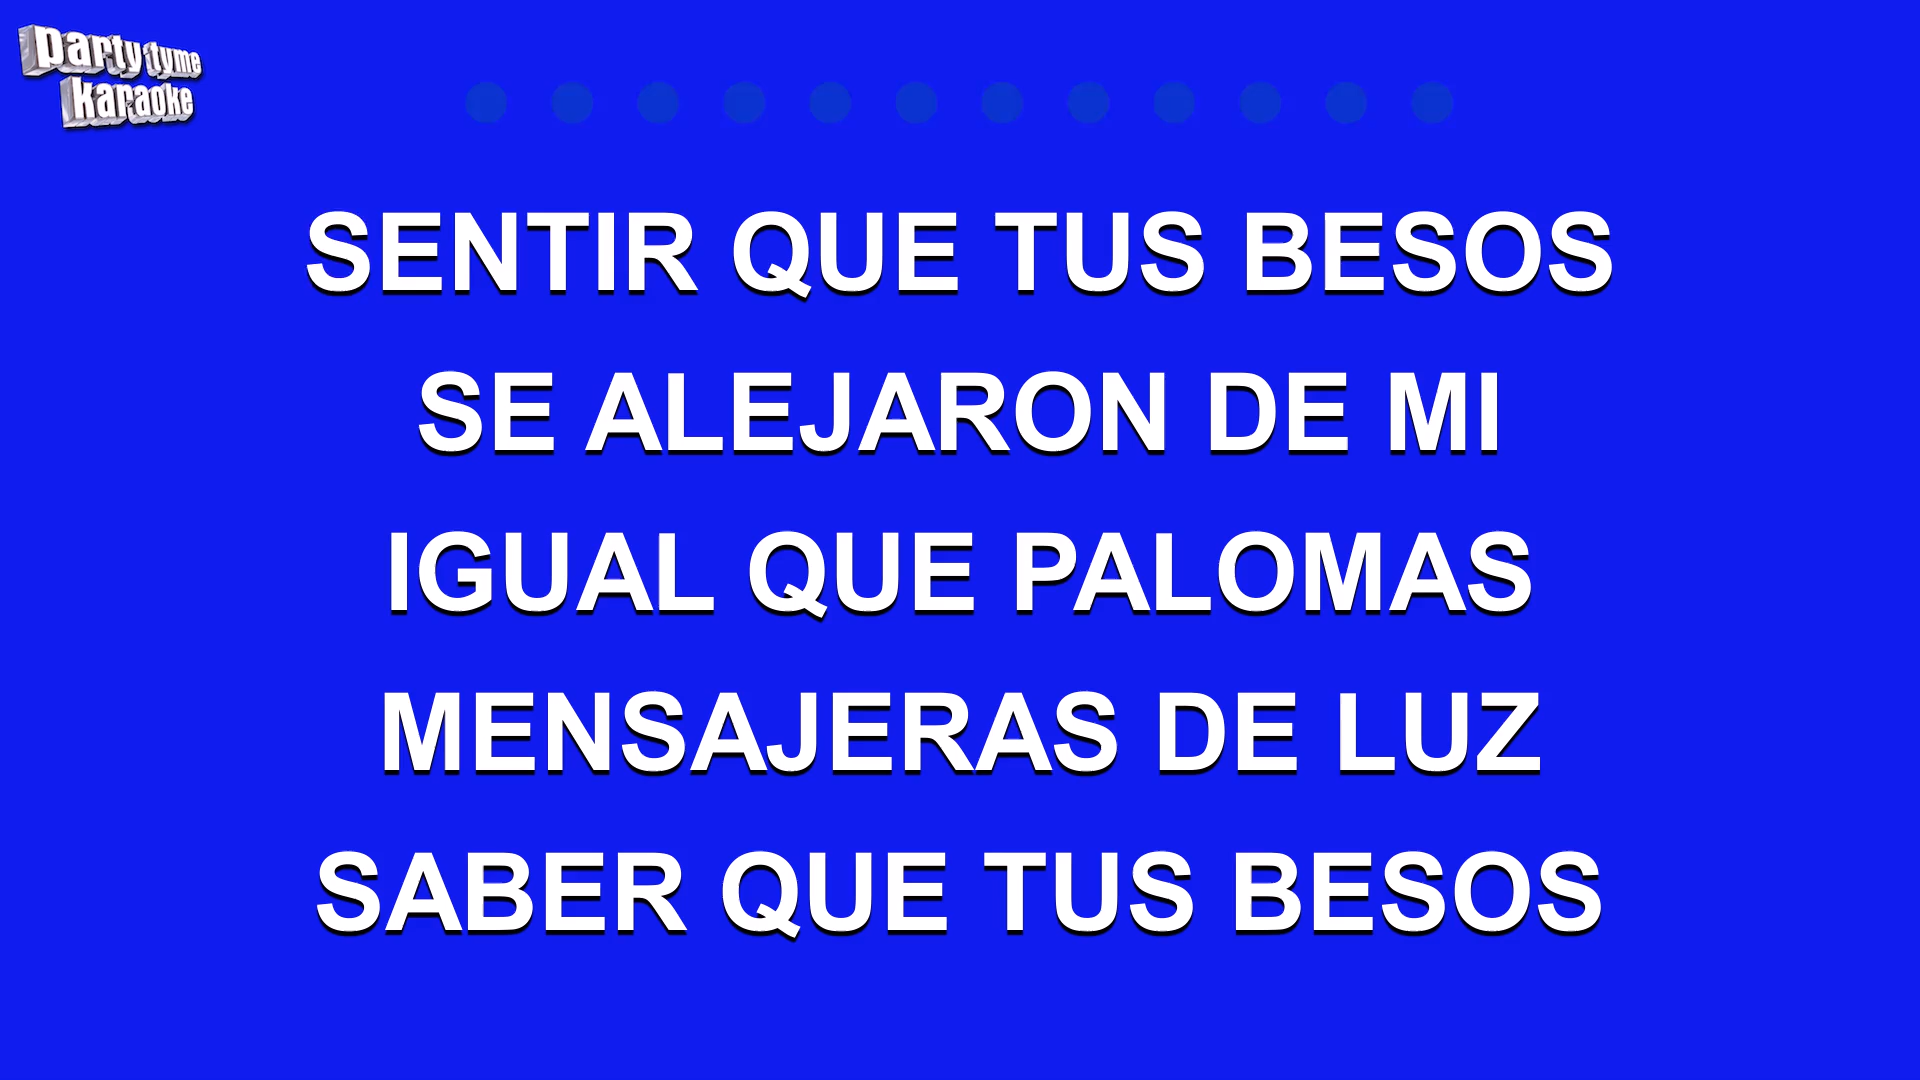 party tyme
karaoke
SENTIR QUE TUS BESOS
SE ALEJARON DE MI
IGUAL QUE PALOMAS
MENSAJERAS DE LUZ
SABER QUE TUS BESOS